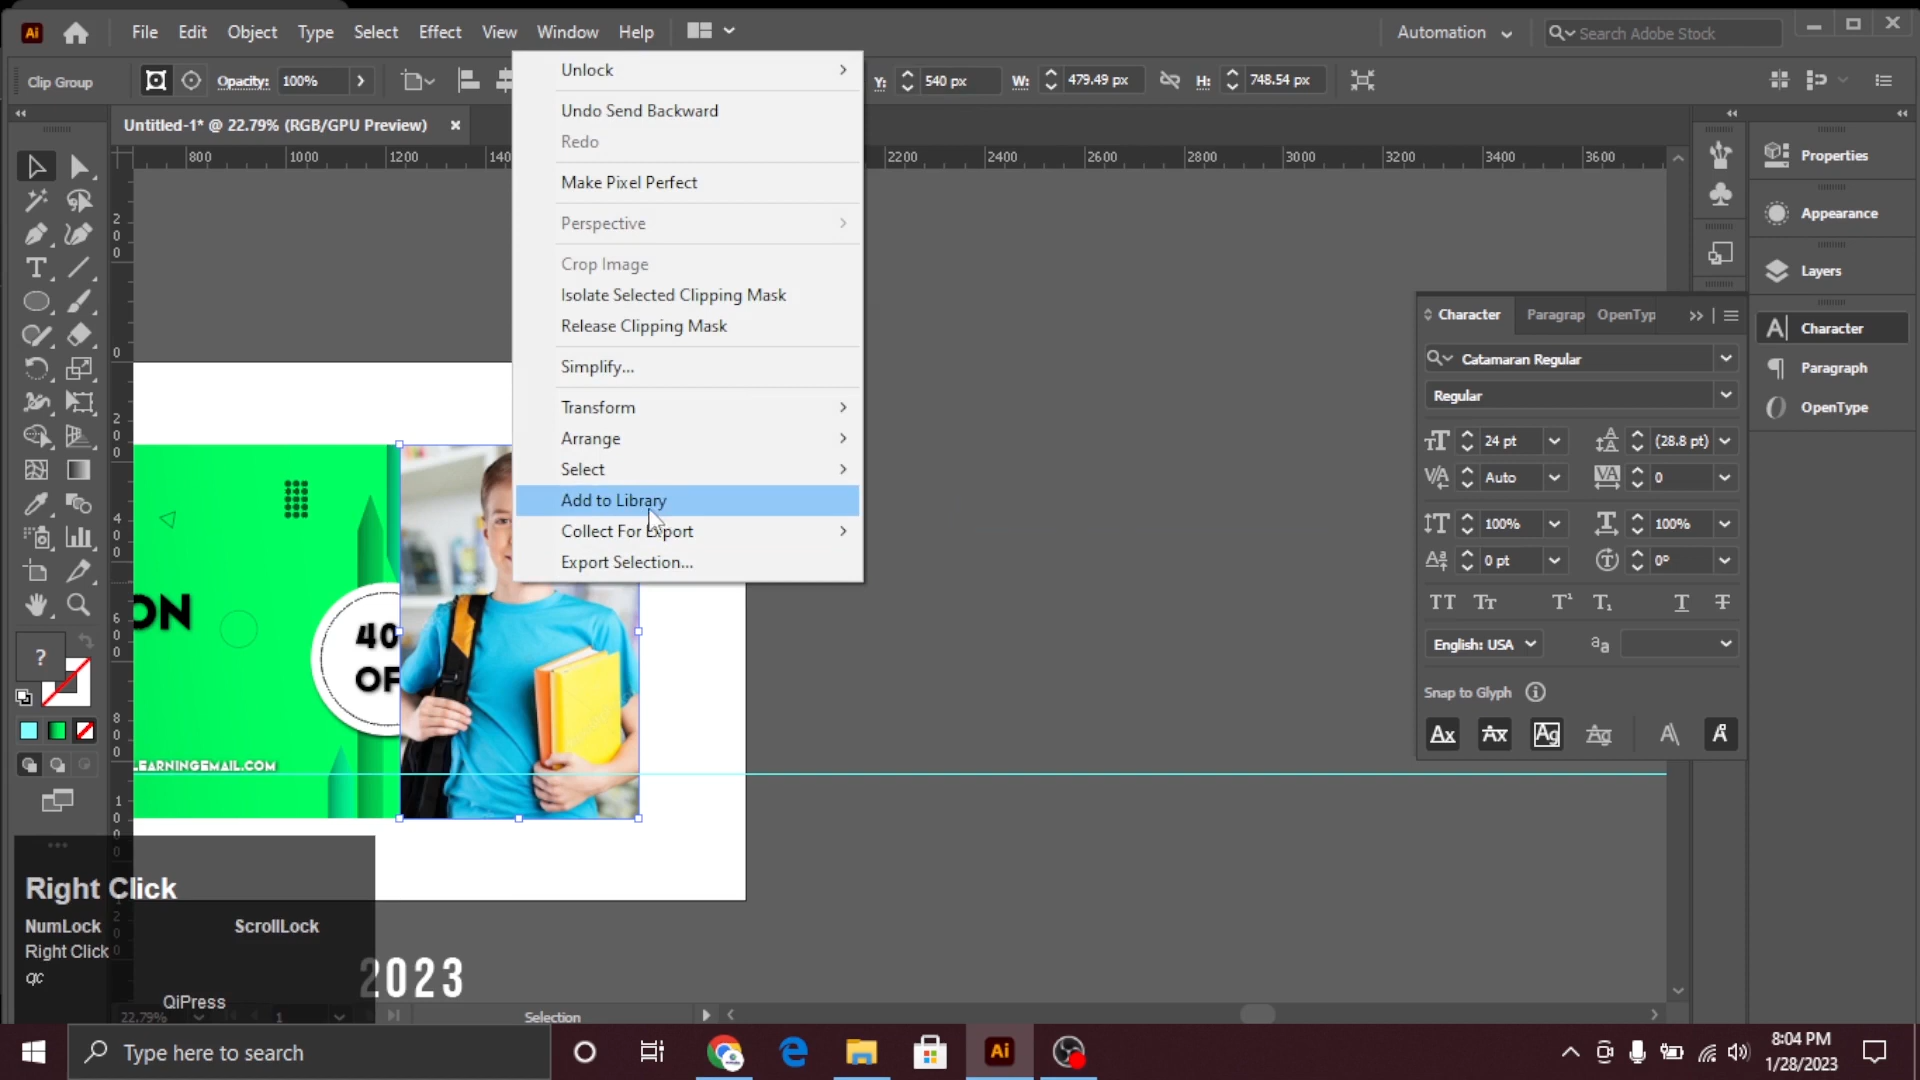 Ai File Edit Object Type Select Effect View Window Help Automation Search Adobe Stock
Clip Group Opacity: 100% Y: 540 px W: 479.49 px H: 748.54 px
Untitled-1* @ 22.79% (RGB/GPU Preview)
800 1000 1200 2200 2400 2600 2800 3000 3200 3400 3600
Unlock
Undo Send Backward
Redo
Make Pixel Perfect
Perspective
Crop Image
Isolate Selected Clipping Mask
Release Clipping Mask
Simplify...
Transform
Arrange
Select
Add to Library
Collect For Export
Export Selection...
Properties
Appearance
Layers
Character
Paragraph
OpenType
Character Paragrap OpenTyp
Catamaran Regular
Regular
24 pt (28.8 pt)
Auto 0
100% 100%
0 pt 0°
English: USA
Snap to Glyph
ON
40
OF
LEARNINGEMAIL.COM
Right Click
NumLock ScrollLock
Right Click
qc
QiPress
2023
22.79% 1 Selection
Type here to search
Ai
8:04 PM
1/28/2023